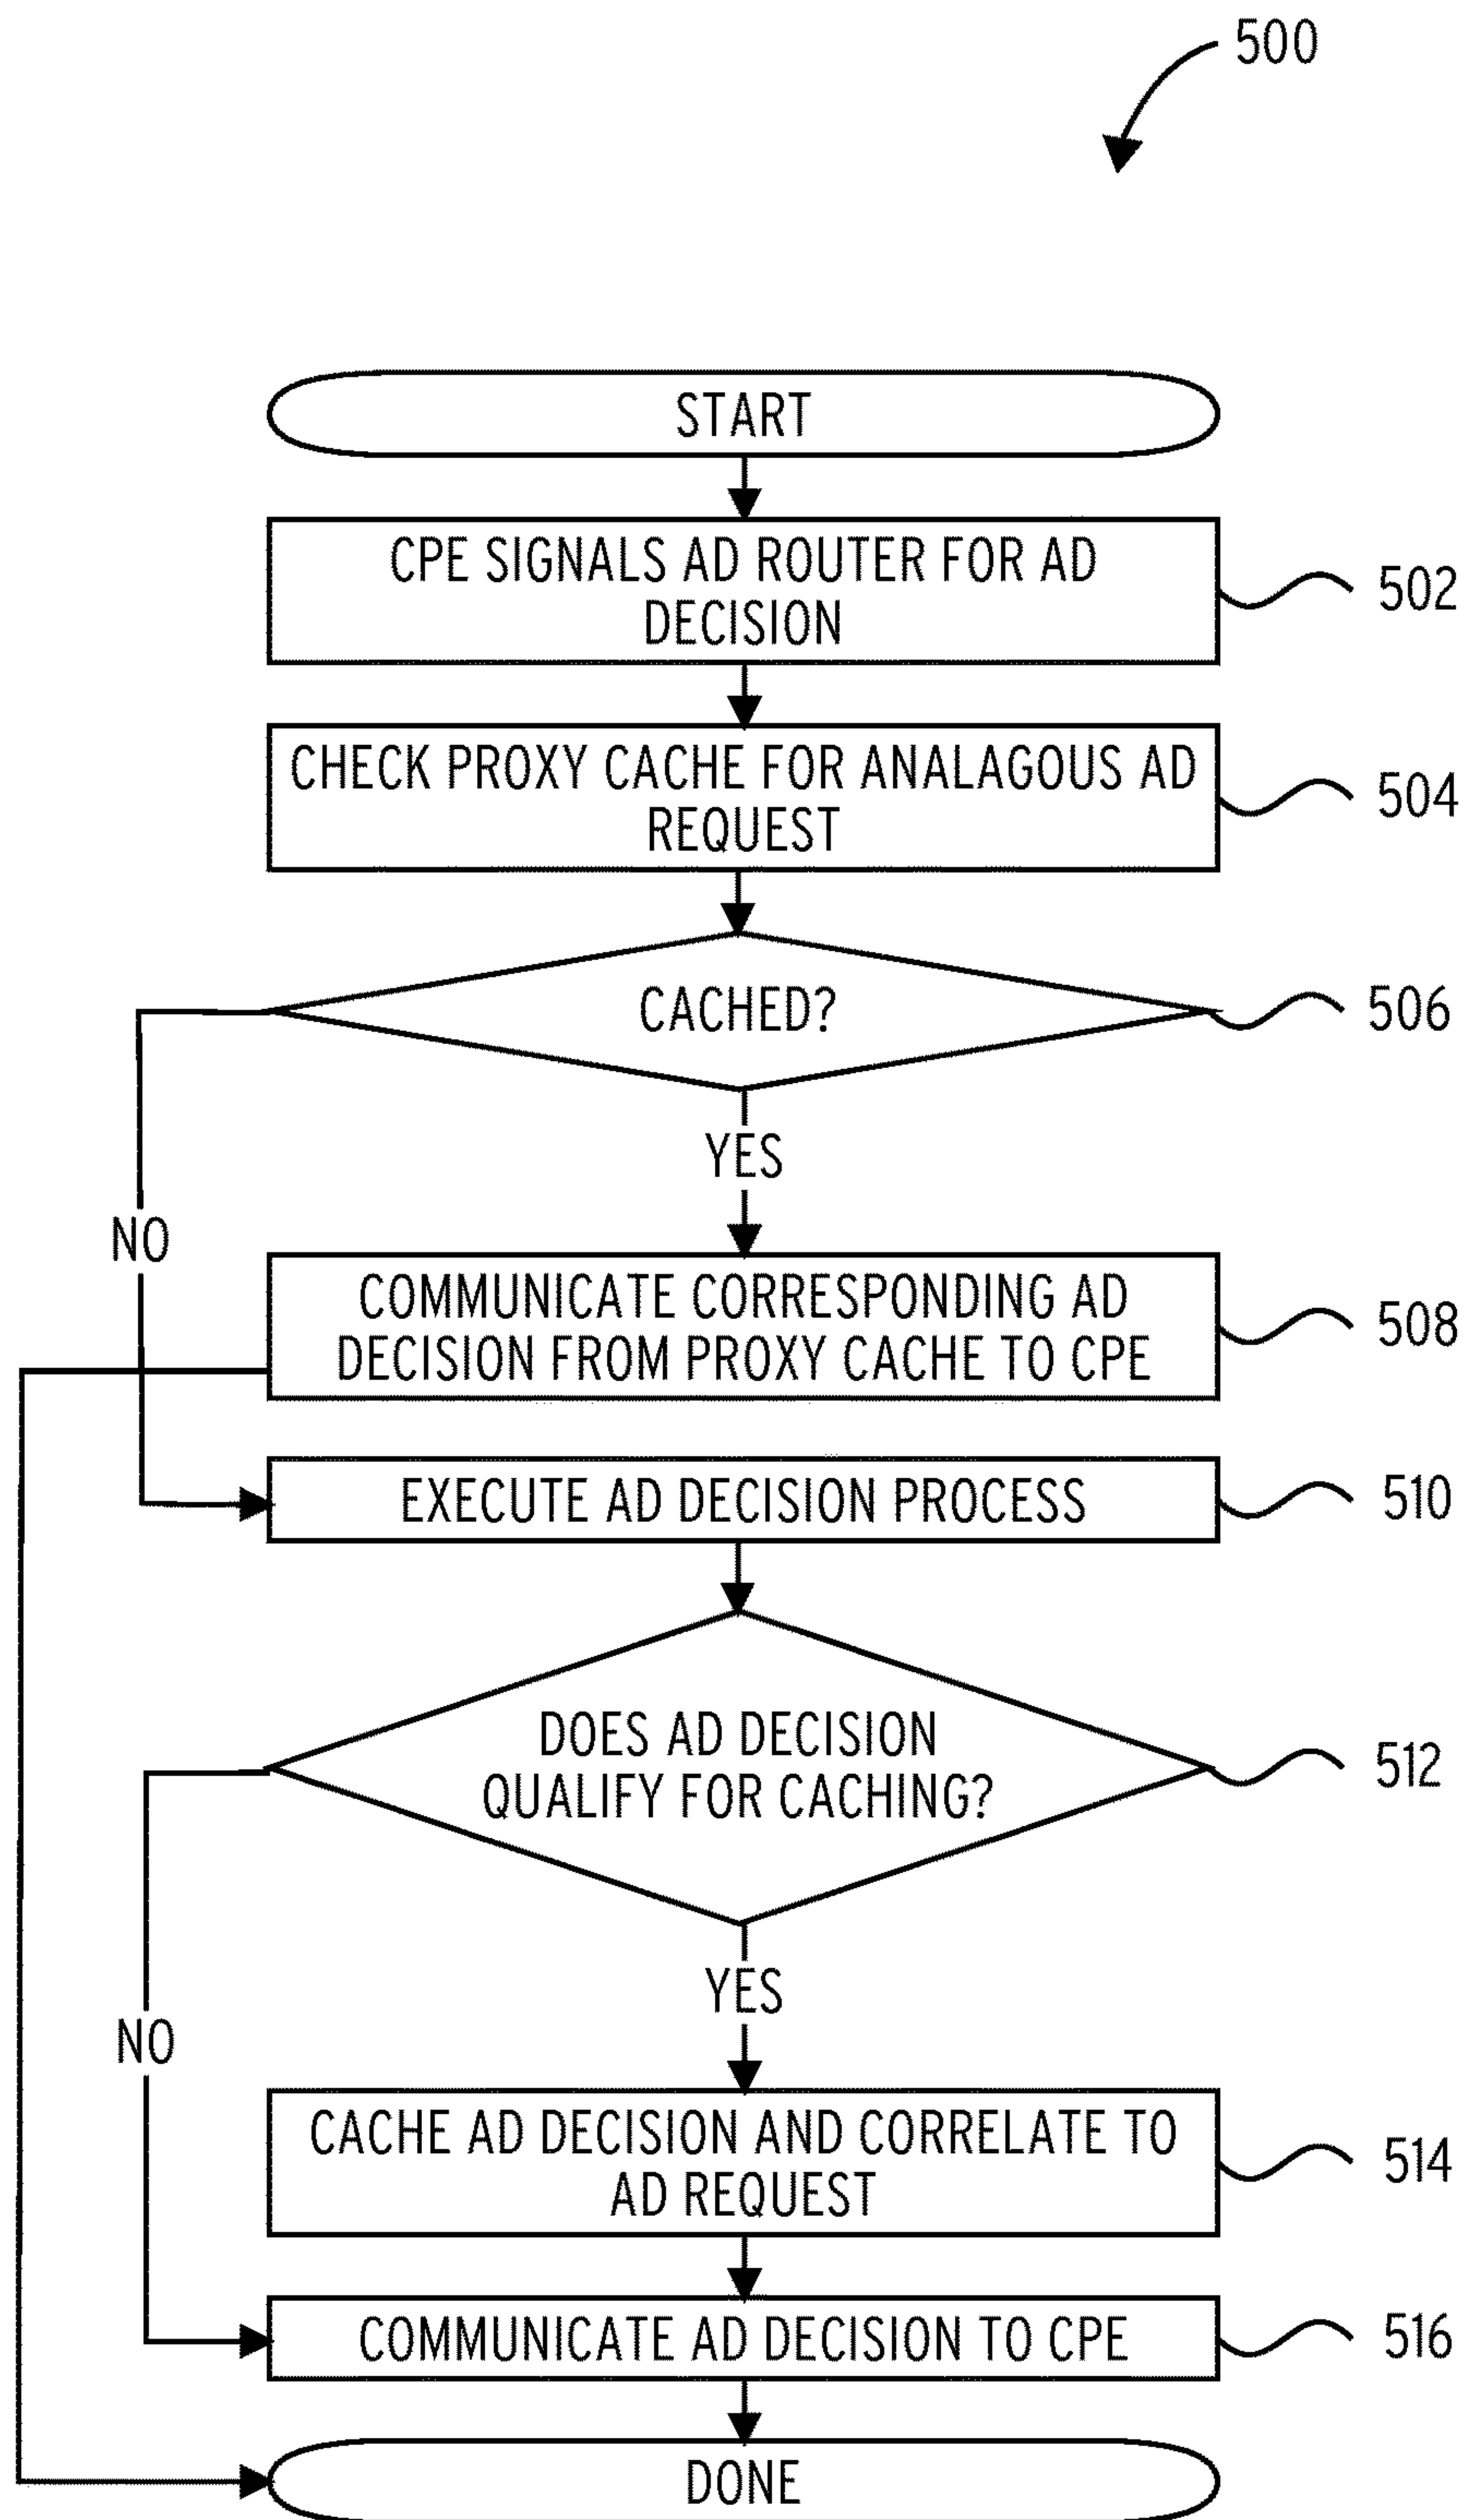 500
START
CPE SIGNALS AD ROUTER FOR AD
DECISION
502
CHECK PROXY CACHE FOR ANALAGOUS AD
REQUEST
504
CACHED?
506
YES
NO
COMMUNICATE CORRESPONDING AD
DECISION FROM PROXY CACHE TO CPE
508
EXECUTE AD DECISION PROCESS
510
DOES AD DECISION
QUALIFY FOR CACHING?
512
YES
NO
CACHE AD DECISION AND CORRELATE TO
AD REQUEST
514
COMMUNICATE AD DECISION TO CPE
516
DONE